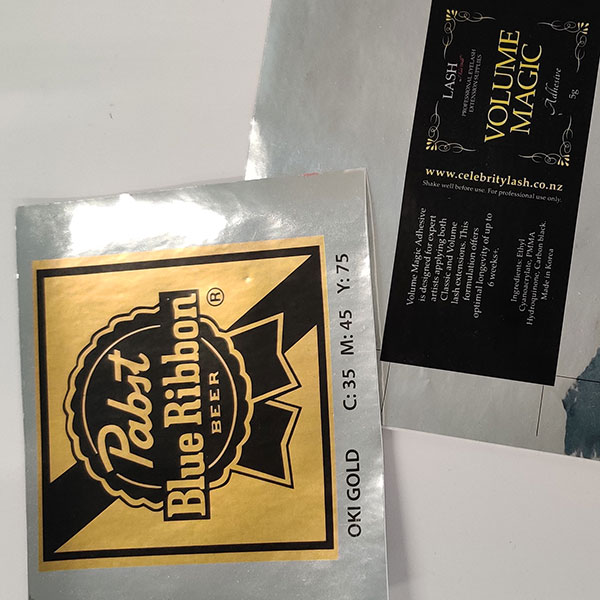 Pabst
Blue Ribbon®
BEER
OKI GOLD C: 35 M: 45 Y: 75
LASH
PROFESSIONAL EYELASH
EXTENSION SUPPLIES
VOLUME
MAGIC
Adhesive
5g
www.celebritylash.co.nz
Shake well before use. For professional use only.
Volume Magic Adhesive
is designed for expert
artists applying both
Classic and Volume
lash extensions. This
formulation offers
optimal longevity of up to
6 weeks+.
Ingredients: Ethyl
Cyanoacrylate, PMMA
Hydroquinone, Carbon black.
Made in Korea